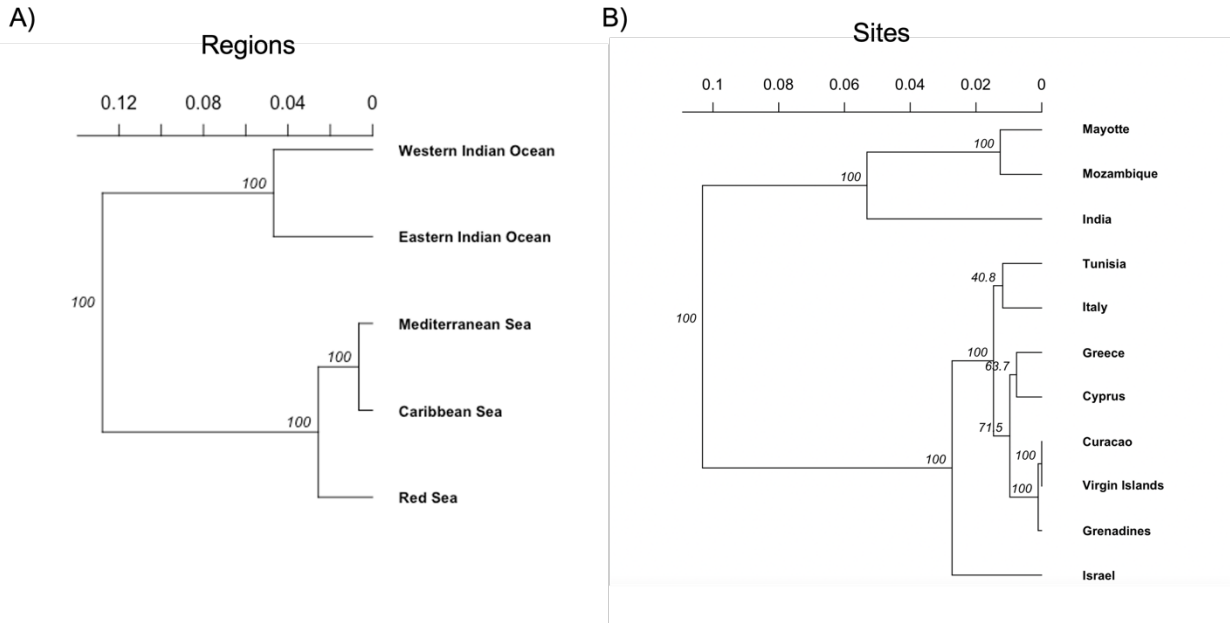 A)
Regions
0.12 0.08 0.04 0
Western Indian Ocean
100
Eastern Indian Ocean
100
Mediterranean Sea
100
Caribbean Sea
100
Red Sea
B)
Sites
0.1 0.08 0.06 0.04 0.02 0
Mayotte
100
Mozambique
100
India
Tunisia
40.8
Italy
100
Greece
63.7
Cyprus
100
71.5
Curacao
100
100
Virgin Islands
100
Grenadines
Israel